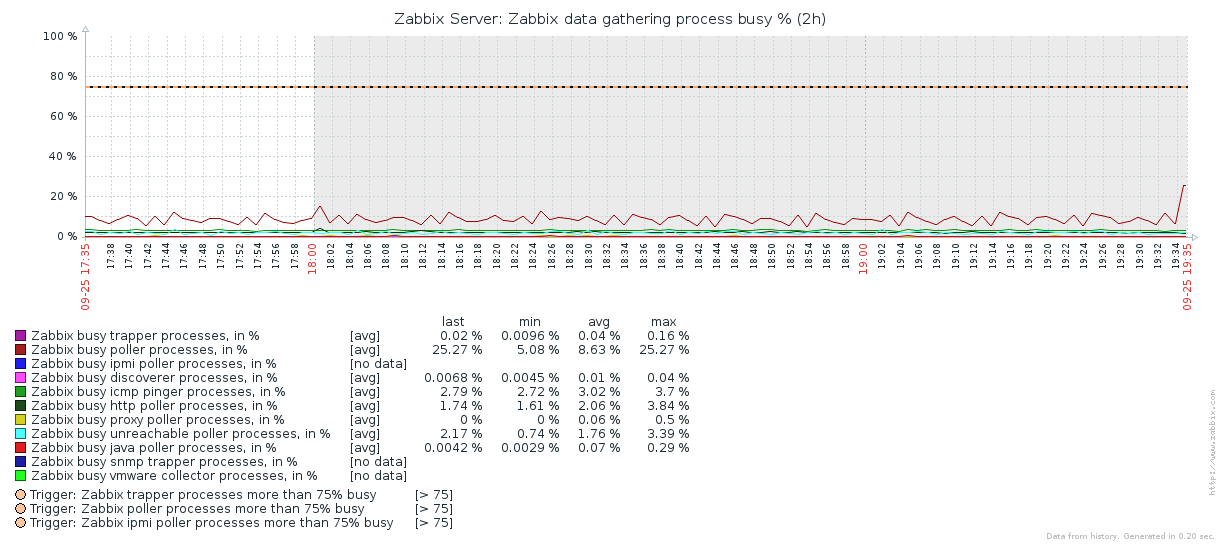 Zabbix Server: Zabbix data gathering process busy % (2h)
100 %
80 %
60 %
40 %
20 %
0 %
09-25 17:35 17:38 17:40 17:42 17:44 17:46 17:48 17:50 17:52 17:54 17:56 17:58 18:00 18:02 18:04 18:06 18:08 18:10 18:12 18:14 18:16 18:18 18:20 18:22 18:24 18:26 18:28 18:30 18:32 18:34 18:36 18:38 18:40 18:42 18:44 18:46 18:48 18:50 18:52 18:54 18:56 18:58 19:00 19:02 19:04 19:06 19:08 19:10 19:12 19:14 19:16 19:18 19:20 19:22 19:24 19:26 19:28 19:30 19:32 19:34 09-25 19:35
last min avg max
Zabbix busy trapper processes, in % [avg] 0.02 % 0.0096 % 0.04 % 0.16 %
Zabbix busy poller processes, in % [avg] 25.27 % 5.08 % 8.63 % 25.27 %
Zabbix busy ipmi poller processes, in % [no data]
Zabbix busy discoverer processes, in % [avg] 0.0068 % 0.0045 % 0.01 % 0.04 %
Zabbix busy icmp pinger processes, in % [avg] 2.79 % 2.72 % 3.02 % 3.7 %
Zabbix busy http poller processes, in % [avg] 1.74 % 1.61 % 2.06 % 3.84 %
Zabbix busy proxy poller processes, in % [avg] 0 % 0 % 0.06 % 0.5 %
Zabbix busy unreachable poller processes, in % [avg] 2.17 % 0.74 % 1.76 % 3.39 %
Zabbix busy java poller processes, in % [avg] 0.0042 % 0.0029 % 0.07 % 0.29 %
Zabbix busy snmp trapper processes, in % [no data]
Zabbix busy vmware collector processes, in % [no data]
Trigger: Zabbix trapper processes more than 75% busy [> 75]
Trigger: Zabbix poller processes more than 75% busy [> 75]
Trigger: Zabbix ipmi poller processes more than 75% busy [> 75]
http://www.zabbix.com
Data from history. Generated in 0.20 sec.